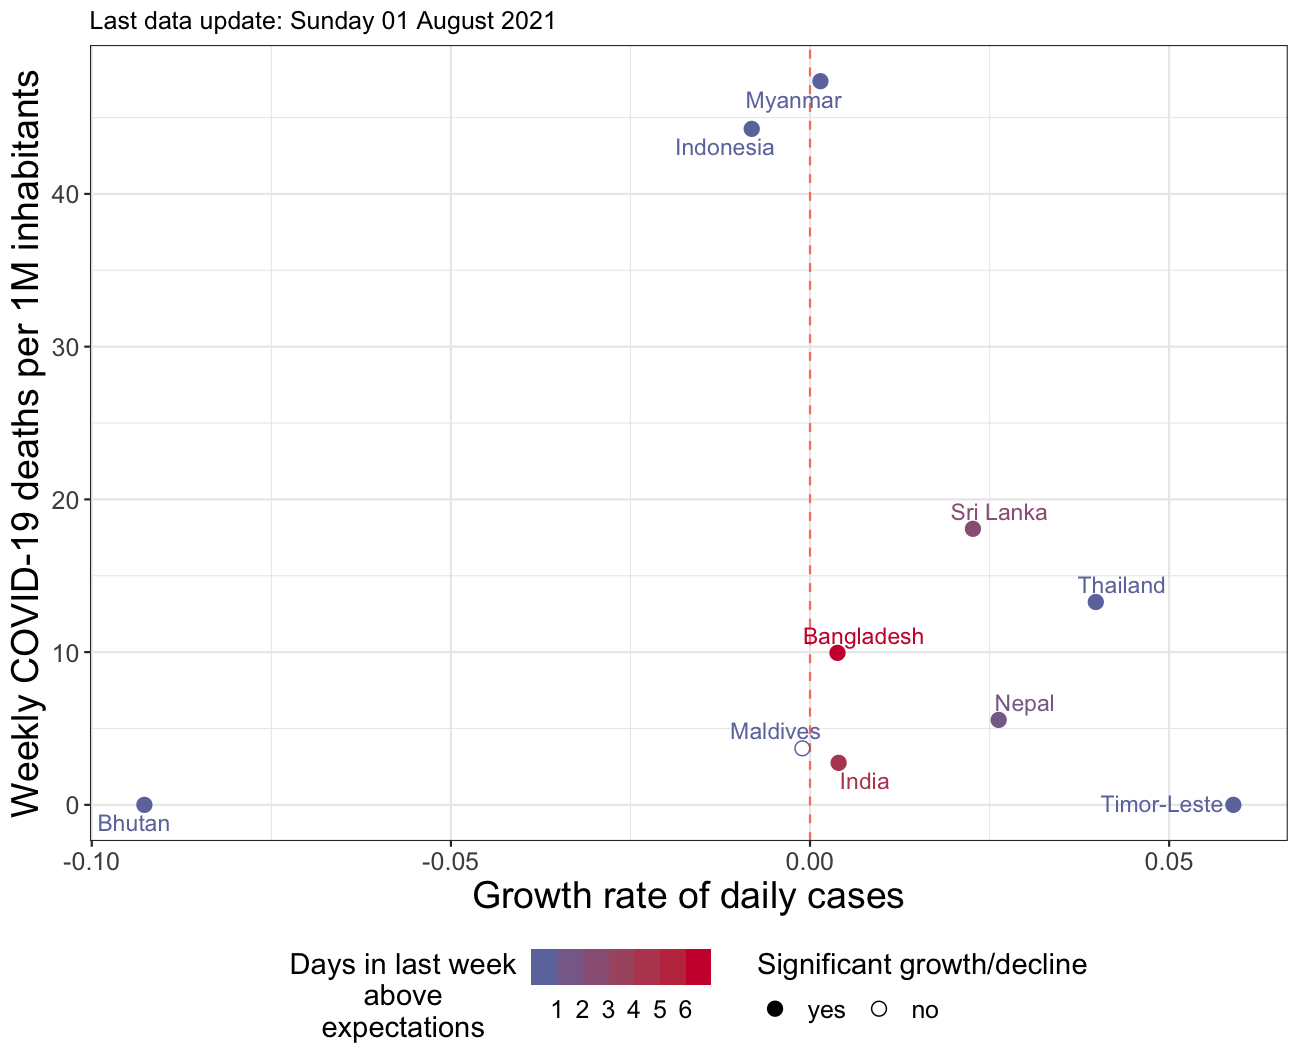 Last data update: Sunday 01 August 2021
Weekly COVID-19 deaths per 1M inhabitants
Myanmar
Indonesia
40
30
20
Sri Lanka
Thailand
Bangladesh
10
Nepal
Maldives
India
0
Timor-Leste
Bhutan
-0.10
-0.05
0.00
0.05
Growth rate of daily cases
Days in last week
above
expectations
1 2 3 4 5 6
Significant growth/decline
yes no